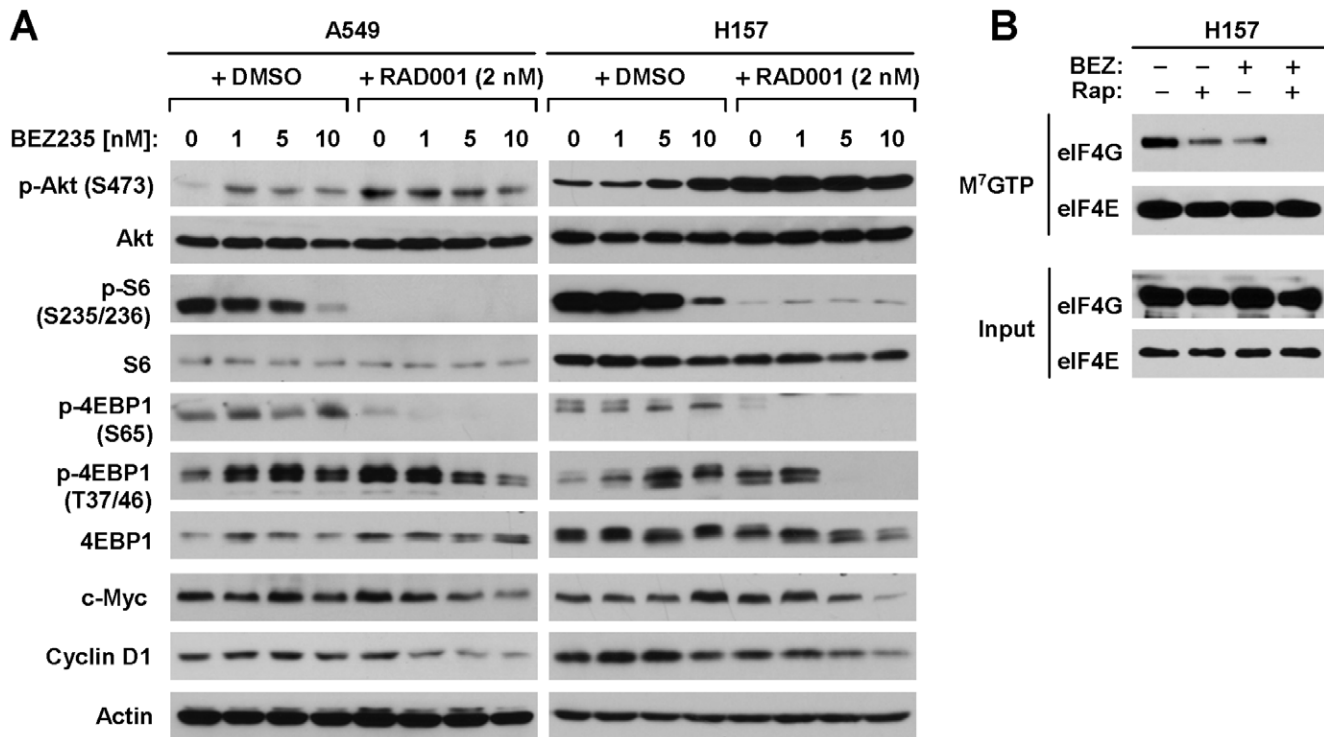 A
B
A549
H157
H157
+ DMSO
+ RAD001 (2 nM)
+ DMSO
+ RAD001 (2 nM)
BEZ: – – + +
Rap: – + – +
BEZ235 [nM]: 0 1 5 10 0 1 5 10 0 1 5 10 0 1 5 10
p-Akt (S473)
Akt
p-S6
(S235/236)
S6
p-4EBP1
(S65)
p-4EBP1
(T37/46)
4EBP1
c-Myc
Cyclin D1
Actin
M⁷GTP
eIF4G
eIF4E
Input
eIF4G
eIF4E